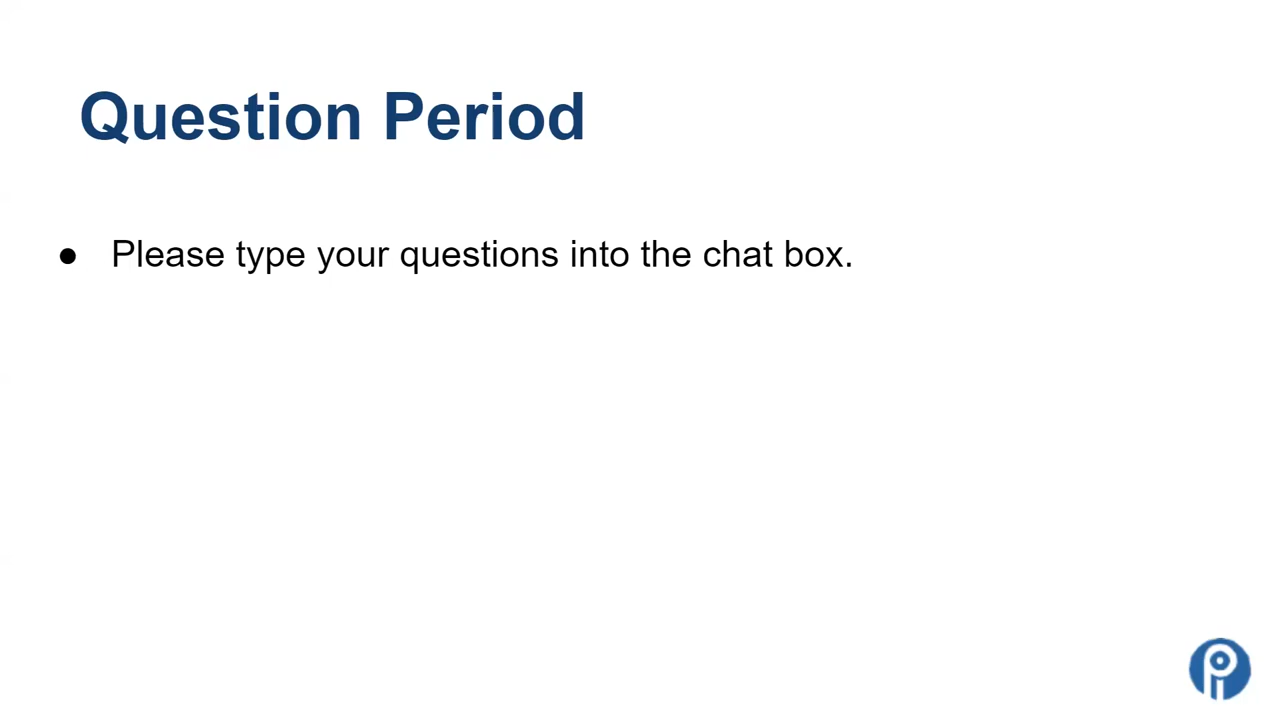 Question Period
● Please type your questions into the chat box.